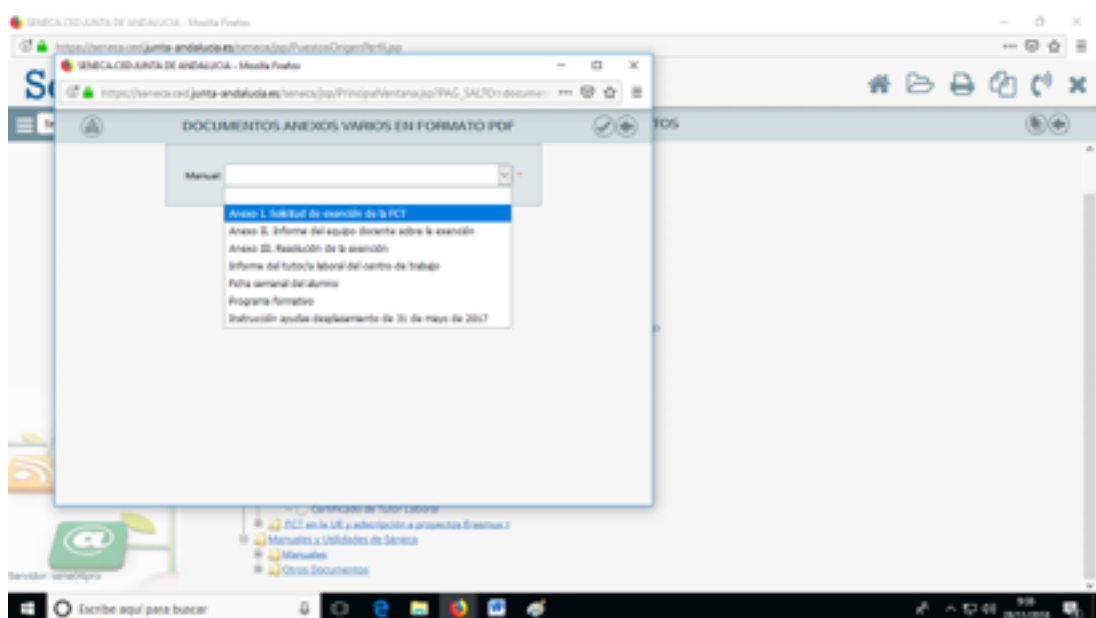 SENECA.CED.JUNTA DE ANDALUCIA - Mozilla Firefox
https://seneca.ced.junta-andalucia.es/seneca/jsp/PuestosOrigenPerfil.jsp
SENECA.CED.JUNTA DE ANDALUCIA - Mozilla Firefox
https://seneca.ced.junta-andalucia.es/seneca/jsp/PrincipalVentana.jsp?PAG_SALTO=docume
Se
DOCUMENTOS ANEXOS VARIOS EN FORMATO PDF
TOS
Manual:
*
Anexo I. Solicitud de exención de la FCT
Anexo II. Informe del equipo docente sobre la exención
Anexo III. Resolución de la exención
Informe del tutor/a laboral del centro de trabajo
Ficha semanal del alumno
Programa formativo
Instrucción ayudas desplazamiento de 31 de mayo de 2017
Certificado de Tutor Laboral
FCT en la UE y adscripción a proyectos Erasmus +
Manuales y Utilidades de Séneca
Manuales
Otros Documentos
Servidor:
Escribe aquí para buscar